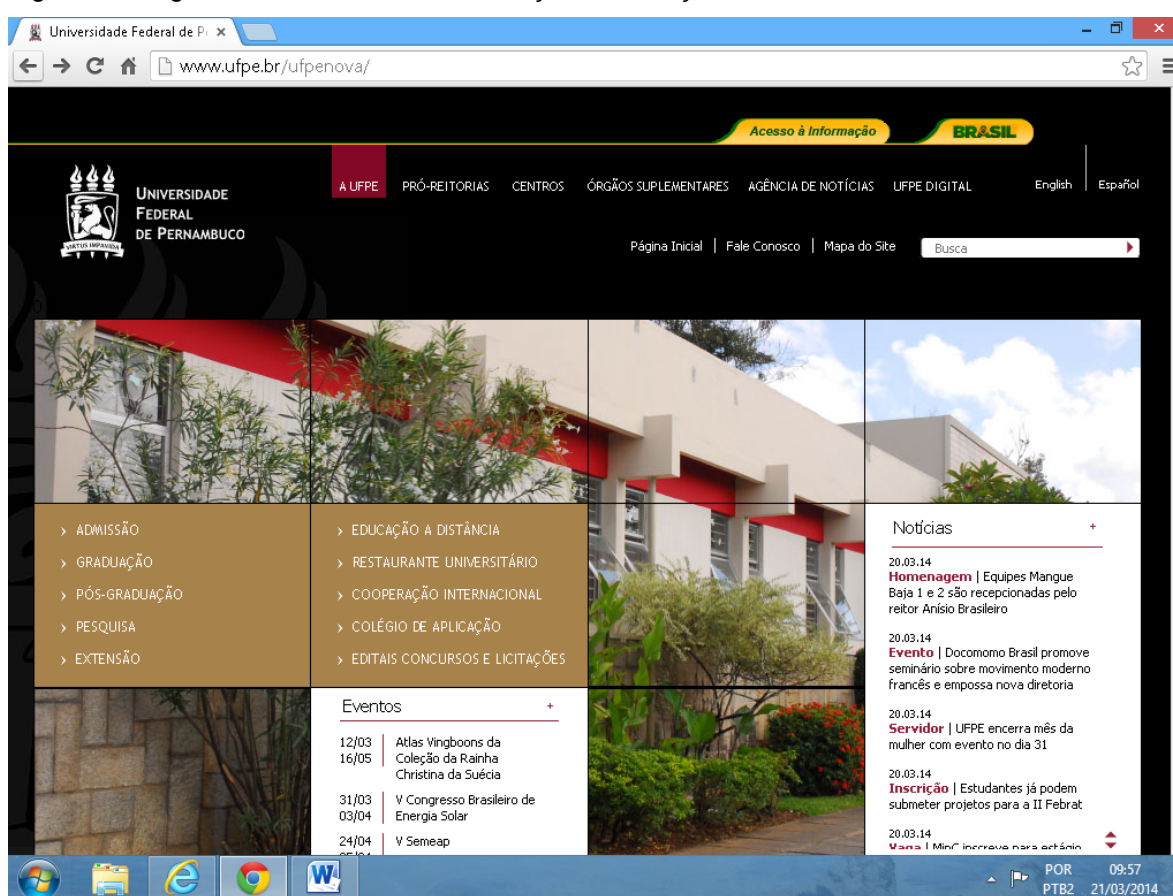 Universidade Federal de P
www.ufpe.br/ufpenova/
Acesso à Informação
BRASIL
UNIVERSIDADE
FEDERAL
DE PERNAMBUCO
VIRTUS IMPAVIDA
A UFPE PRÓ-REITORIAS CENTROS ÓRGÃOS SUPLEMENTARES AGÊNCIA DE NOTÍCIAS UFPE DIGITAL English Español
Página Inicial | Fale Conosco | Mapa do Site Busca
> ADMISSÃO
> GRADUAÇÃO
> PÓS-GRADUAÇÃO
> PESQUISA
> EXTENSÃO
> EDUCAÇÃO A DISTÂNCIA
> RESTAURANTE UNIVERSITÁRIO
> COOPERAÇÃO INTERNACIONAL
> COLÉGIO DE APLICAÇÃO
> EDITAIS CONCURSOS E LICITAÇÕES
Eventos +
12/03 Atlas Vingboons da
16/05 Coleção da Rainha
Christina da Suécia
31/03 V Congresso Brasileiro de
03/04 Energia Solar
24/04 V Semeap
Notícias +
20.03.14
Homenagem | Equipes Mangue
Baja 1 e 2 são recepcionadas pelo
reitor Anísio Brasileiro
20.03.14
Evento | Docomomo Brasil promove
seminário sobre movimento moderno
francês e empossa nova diretoria
20.03.14
Servidor | UFPE encerra mês da
mulher com evento no dia 31
20.03.14
Inscrição | Estudantes já podem
submeter projetos para a II Febrat
20.03.14
Vaga | MinC inscreve para estágio
POR 09:57
PTB2 21/03/2014